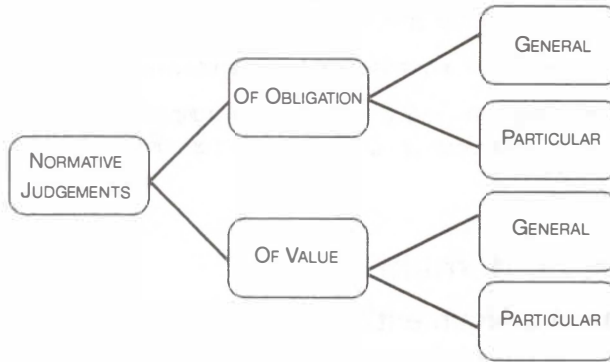 NORMATIVE
JUDGEMENTS
OF OBLIGATION
GENERAL
PARTICULAR
OF VALUE
GENERAL
PARTICULAR